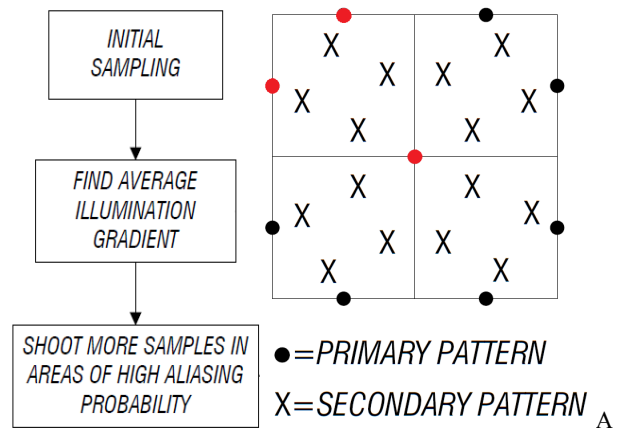 INITIAL
SAMPLING
FIND AVERAGE
ILLUMINATION
GRADIENT
SHOOT MORE SAMPLES IN
AREAS OF HIGH ALIASING
PROBABILITY
X X X X
X X X X
X X X X
X X X X
●=PRIMARY PATTERN
X=SECONDARY PATTERN
A